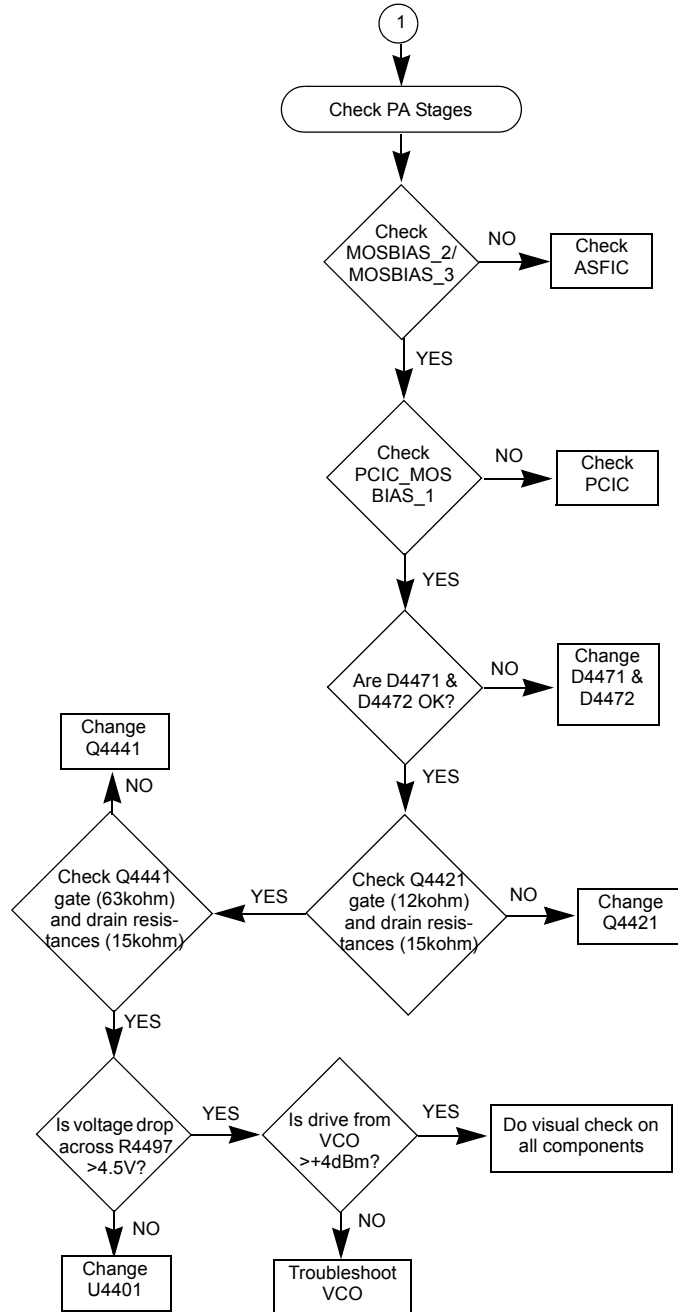 1
Check PA Stages
Check
MOSBIAS_2/
MOSBIAS_3
NO
Check
ASFIC
YES
Check
PCIC_MOS
BIAS_1
NO
Check
PCIC
YES
Are D4471 &
D4472 OK?
NO
Change
D4471 &
D4472
YES
Check Q4421
gate (12kohm)
and drain resis-
tances (15kohm)
NO
Change
Q4421
YES
Check Q4441
gate (63kohm)
and drain resis-
tances (15kohm)
NO
Change
Q4441
YES
Is voltage drop
across R4497
>4.5V?
NO
Change
U4401
YES
Is drive from
VCO
>+4dBm?
NO
Troubleshoot
VCO
YES
Do visual check on
all components